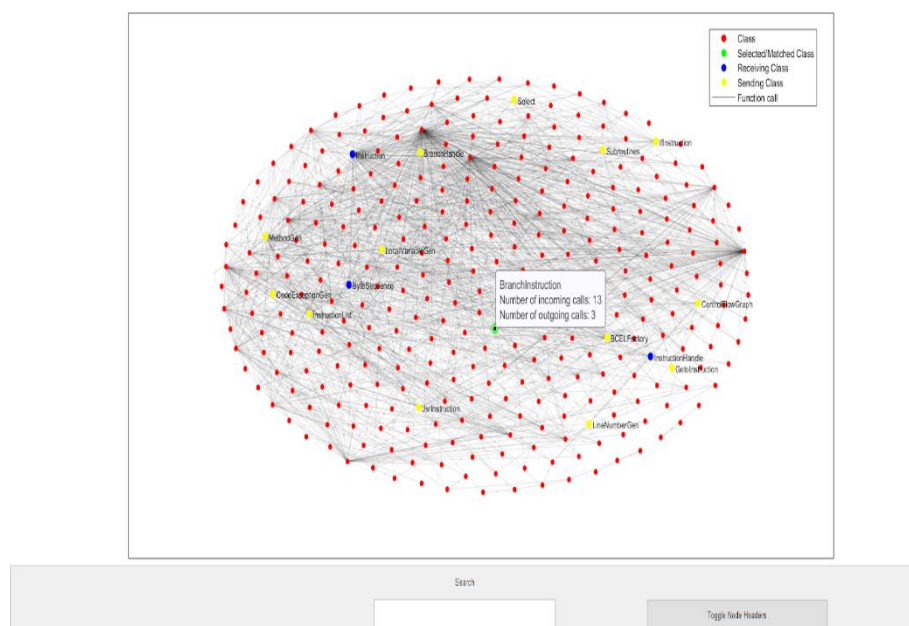 Class
Selected/Matched Class
Receiving Class
Sending Class
Function call
Select
IfInstruction
Subroutines
Instruction
BranchHandle
MethodGen
LocalVariableGen
ByteSequence
BranchInstruction
Number of incoming calls: 13
Number of outgoing calls: 3
CodeExceptionGen
ControlFlowGraph
InstructionList
BCELFactory
InstructionHandle
GotoInstruction
JsrInstruction
LineNumberGen
Search
Toggle Node Headers